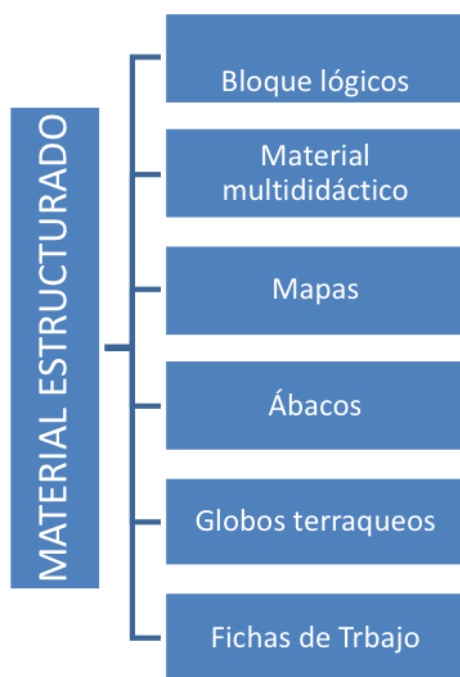 MATERIAL ESTRUCTURADO
Bloque lógicos
Material
multididáctico
Mapas
Ábacos
Globos terraqueos
Fichas de Trbajo